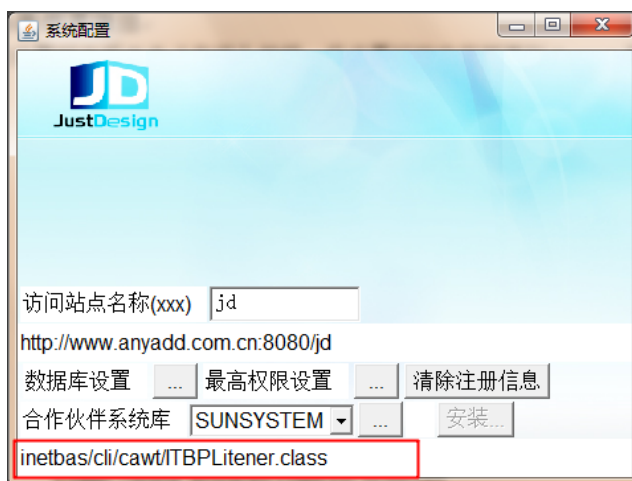 系统配置
JD
JustDesign
访问站点名称(xxx) jd
http://www.anyadd.com.cn:8080/jd
数据库设置 ... 最高权限设置 ... 清除注册信息
合作伙伴系统库 SUNSYSTEM ... 安装...
inetbas/cli/cawt/ITBPLitener.class